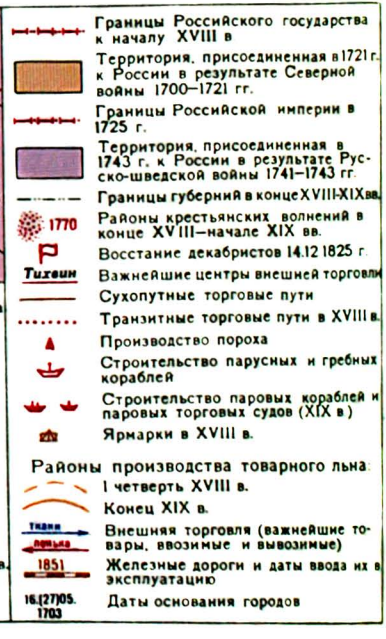 Границы Российского государства
к началу XVIII в
Территория, присоединенная в 1721 г.
к России в результате Северной
войны 1700—1721 гг.
Границы Российской империи в
1725 г.
Территория, присоединенная в
1743 г. к России в результате Рус-
ско-шведской войны 1741—1743 гг.
Границы губерний в конце XVIII-XIX вв.
1770 Районы крестьянских волнений в
конце XVIII—начале XIX вв.
Восстание декабристов 14.12 1825 г.
Тихвин Важнейшие центры внешней торговли
Сухопутные торговые пути
Транзитные торговые пути в XVIII в.
Производство пороха
Строительство парусных и гребных
кораблей
Строительство паровых кораблей и
паровых торговых судов (XIX в)
Ярмарки в XVIII в.
Районы производства товарного льна:
I четверть XVIII в.
Конец XIX в.
ткани Внешняя торговля (важнейшие то-
пенька вары, ввозимые и вывозимые)
1851 Железные дороги и даты ввода их в
эксплуатацию
16.(27)05. Даты основания городов
1703